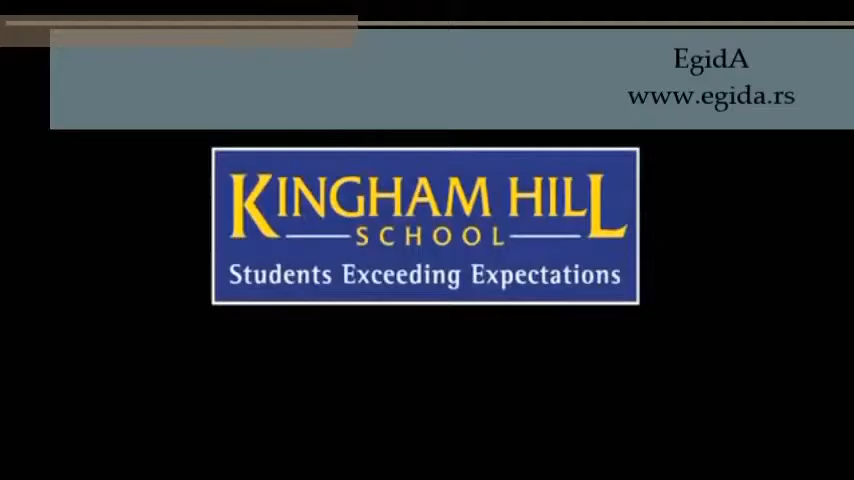 EgidA
www.egida.rs
KINGHAM HILL
SCHOOL
Students Exceeding Expectations